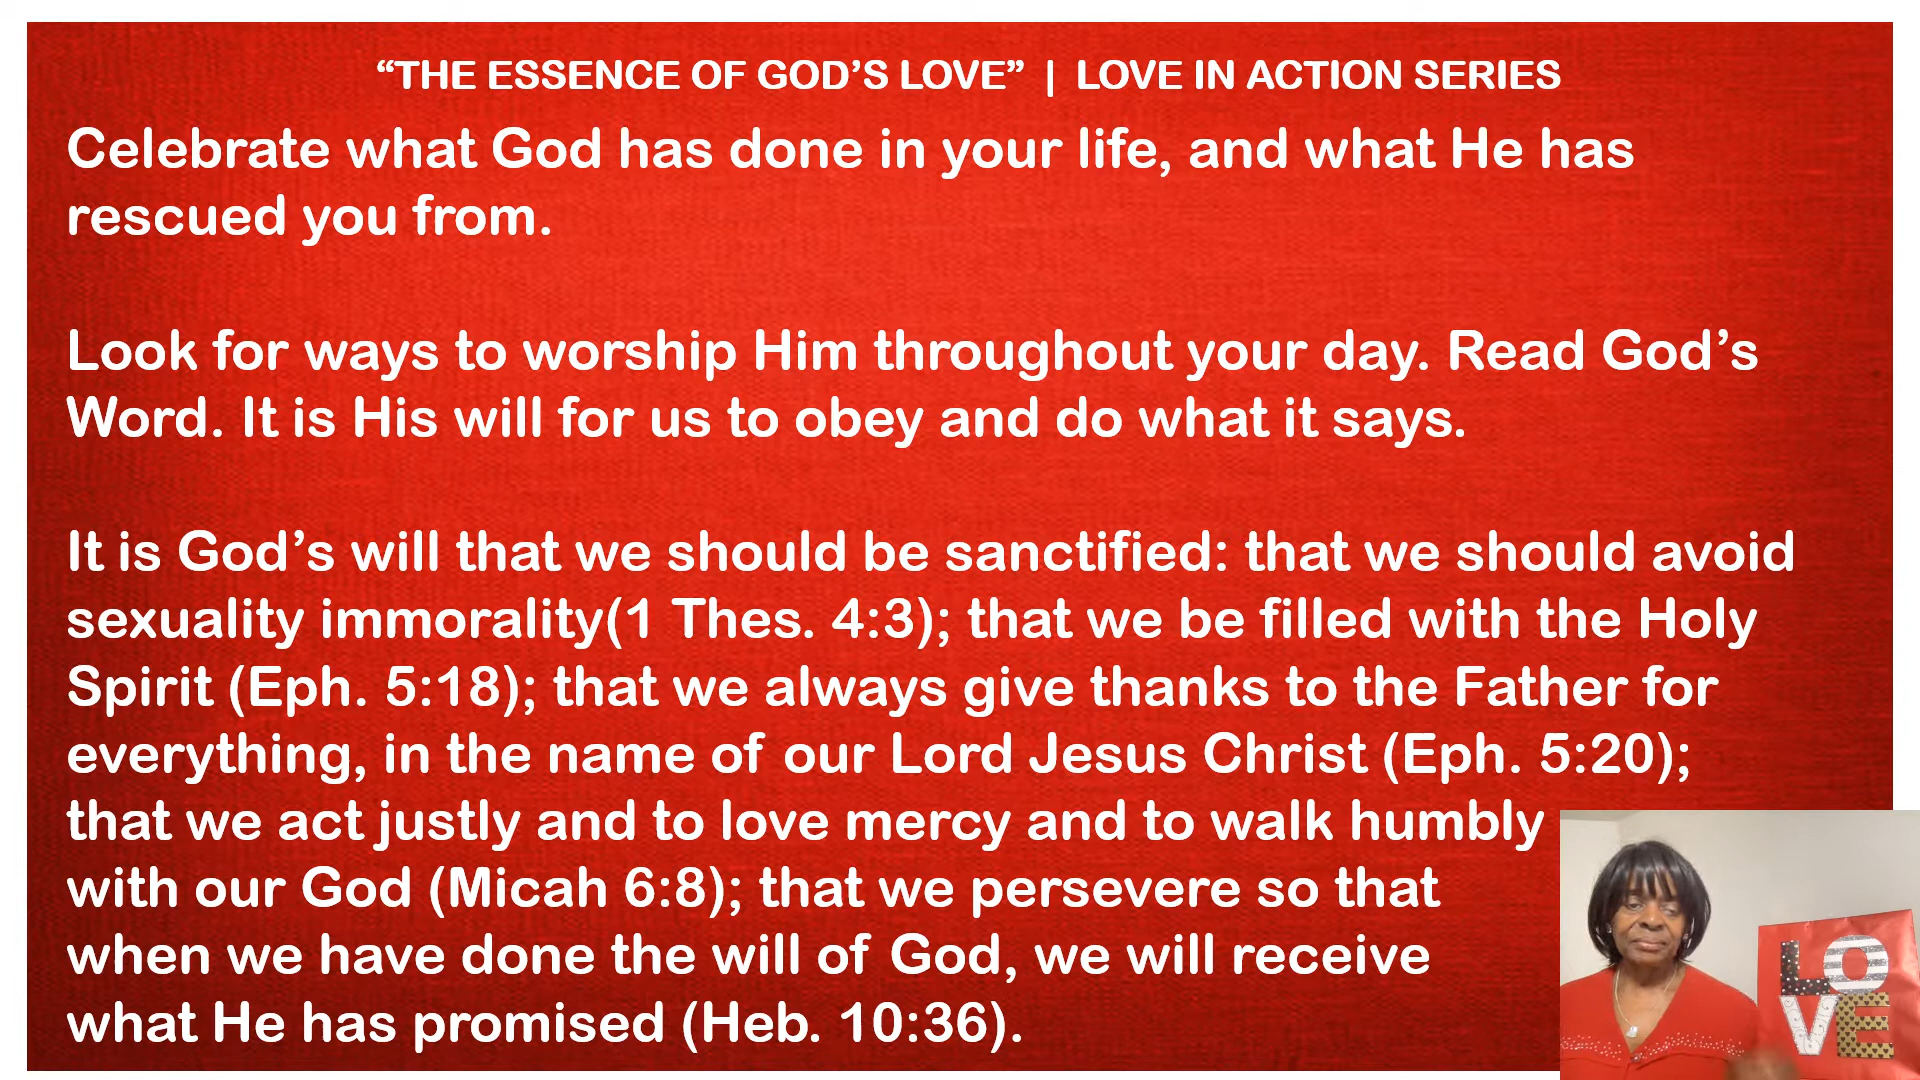 “THE ESSENCE OF GOD’S LOVE” | LOVE IN ACTION SERIES
Celebrate what God has done in your life, and what He has
rescued you from.
Look for ways to worship Him throughout your day. Read God’s
Word. It is His will for us to obey and do what it says.
It is God’s will that we should be sanctified: that we should avoid
sexuality immorality(1 Thes. 4:3); that we be filled with the Holy
Spirit (Eph. 5:18); that we always give thanks to the Father for
everything, in the name of our Lord Jesus Christ (Eph. 5:20);
that we act justly and to love mercy and to walk humbly
with our God (Micah 6:8); that we persevere so that
when we have done the will of God, we will receive
what He has promised (Heb. 10:36).
LO
VE